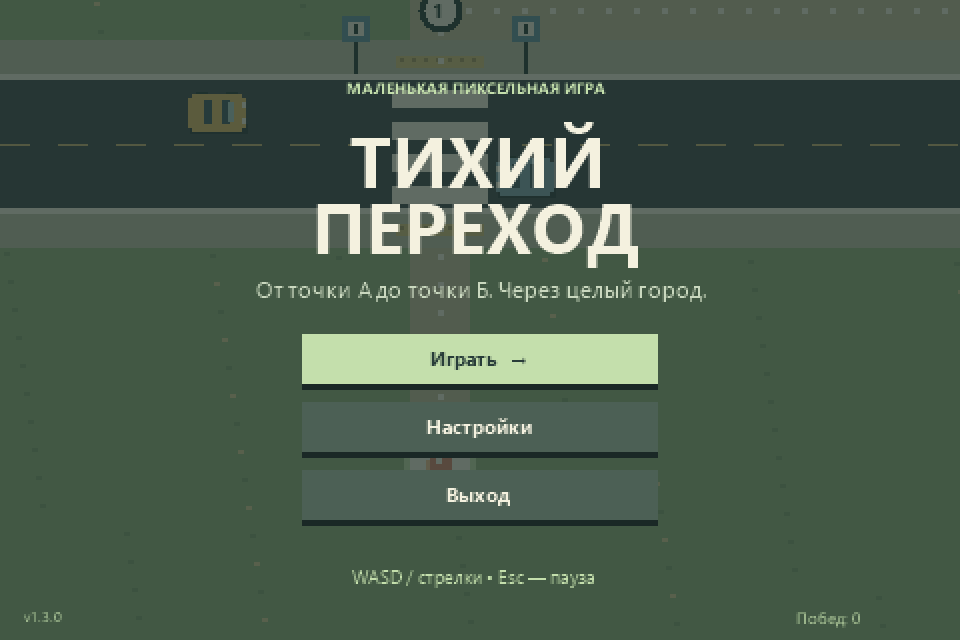 1
МАЛЕНЬКАЯ ПИКСЕЛЬНАЯ ИГРА
ТИХИЙ
ПЕРЕХОД
От точки А до точки Б. Через целый город.
Играть →
Настройки
Выход
WASD / стрелки • Esc — пауза
v1.3.0
Побед: 0